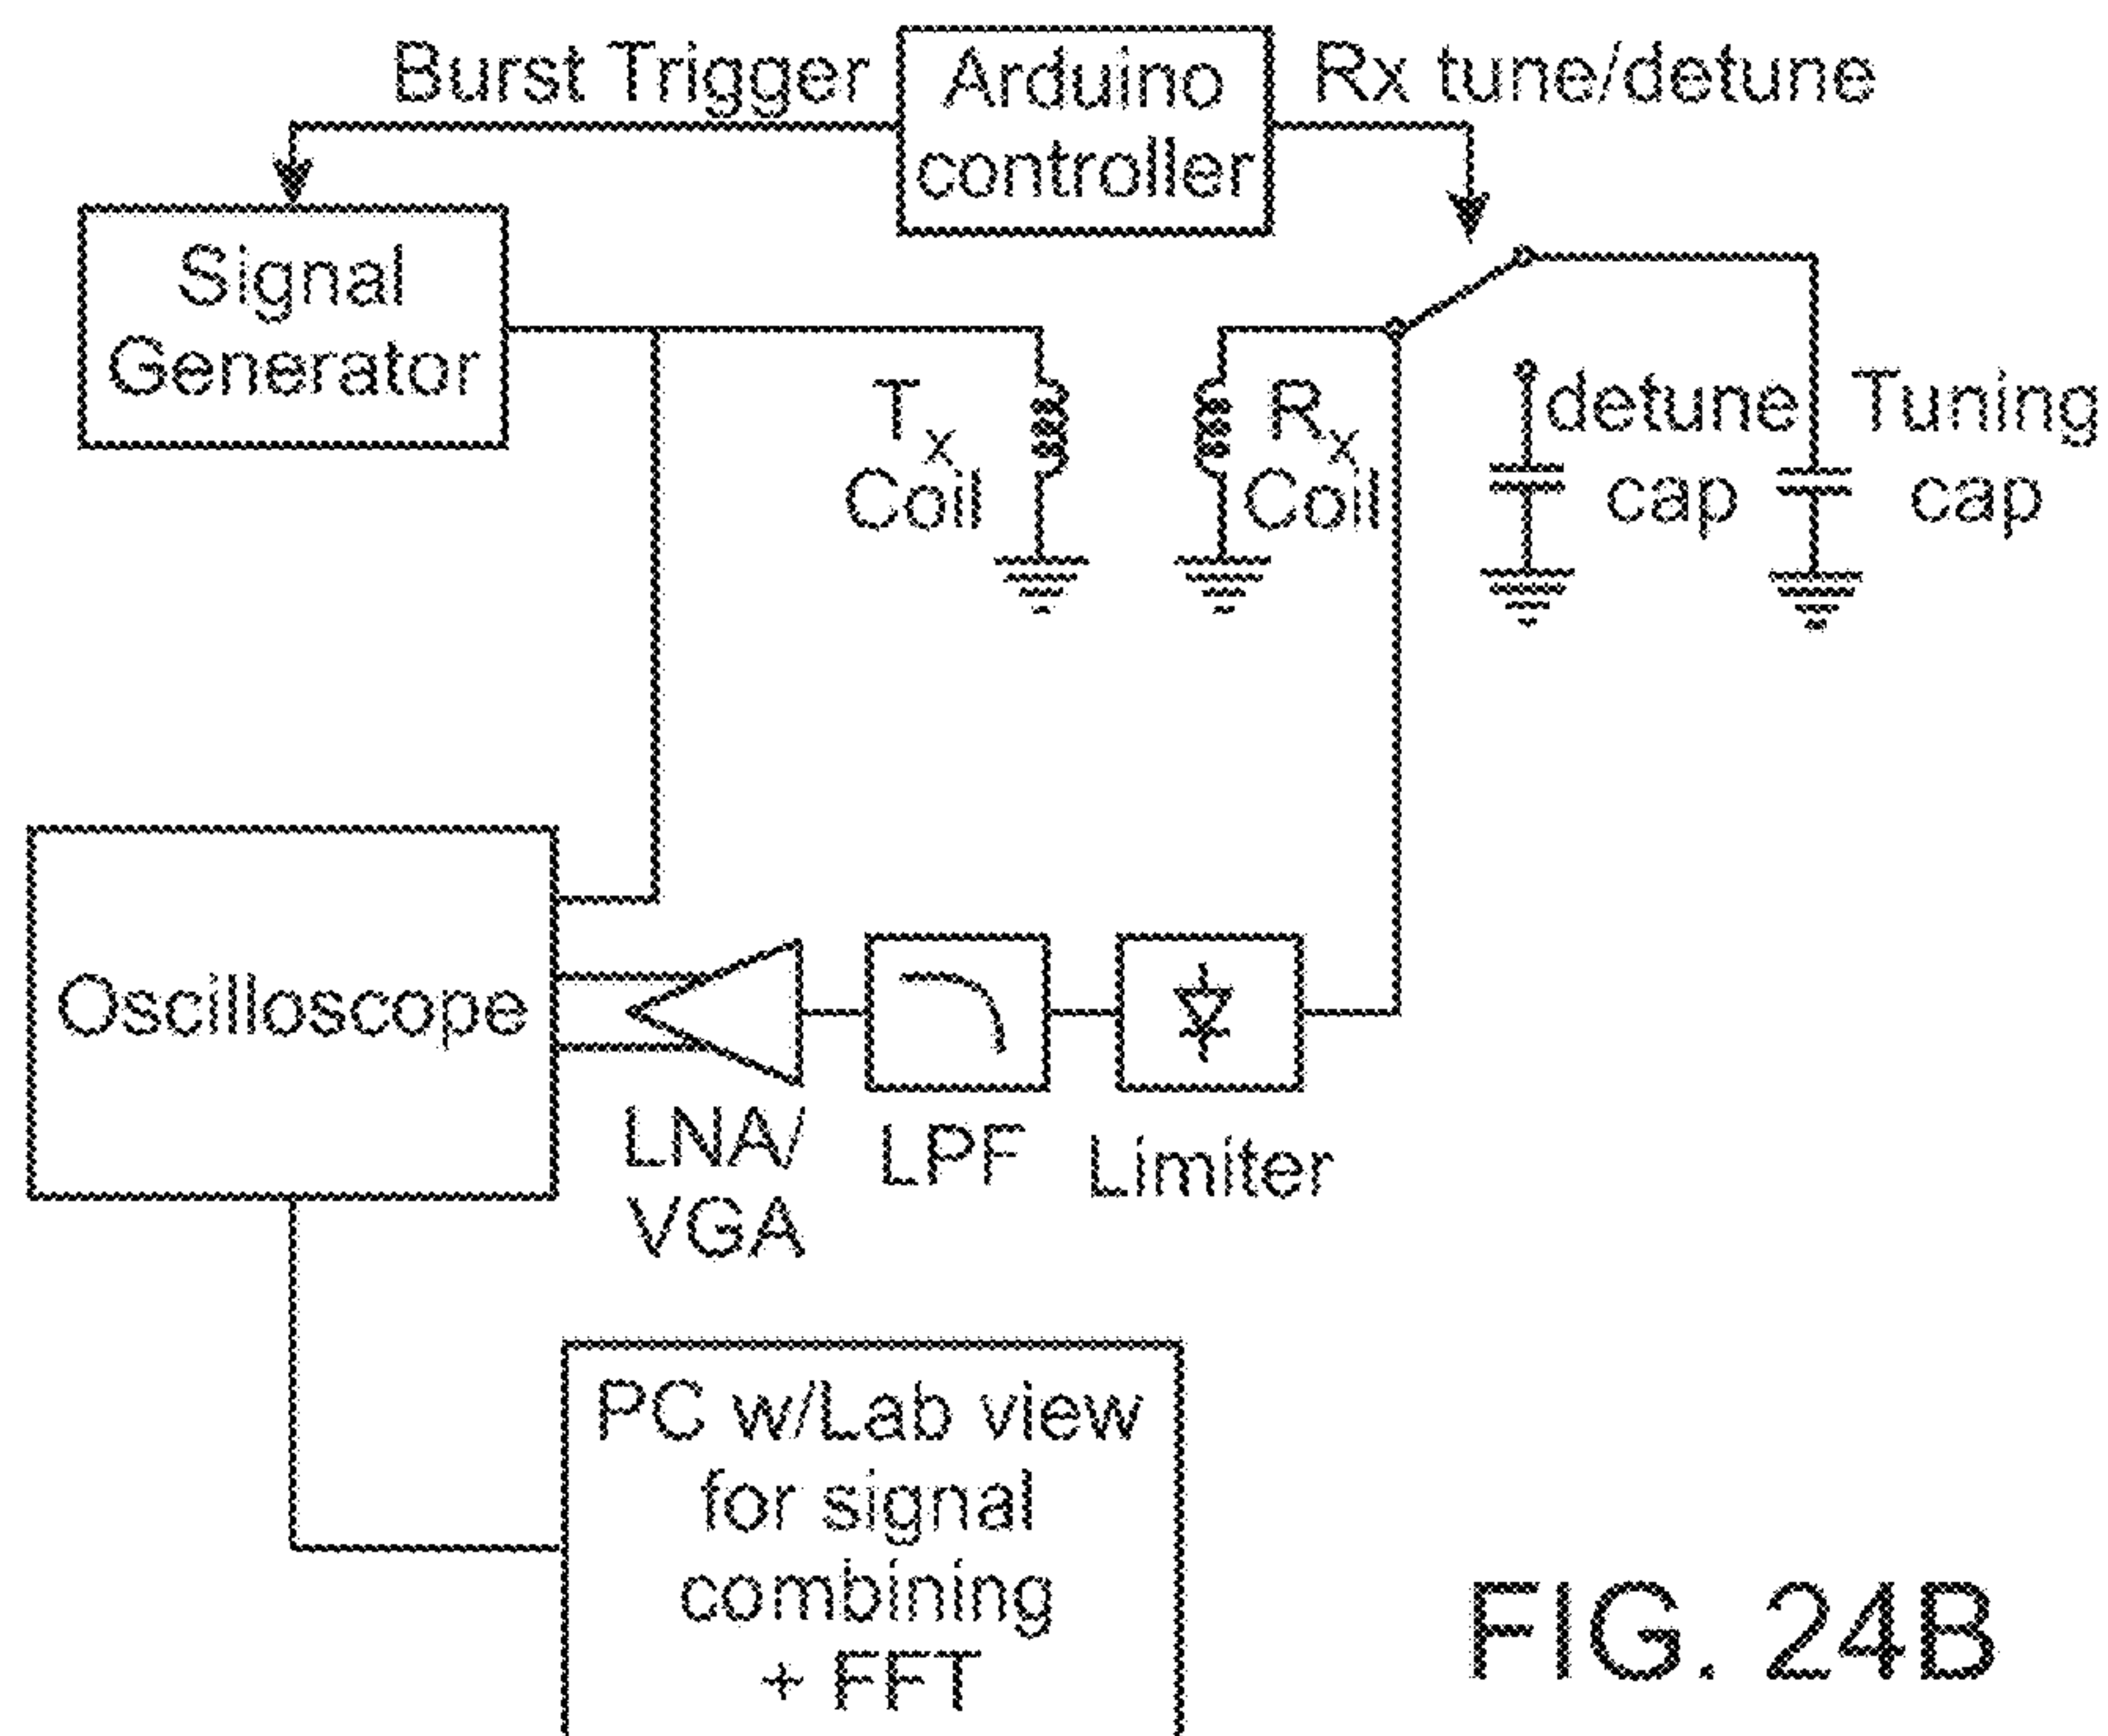 Burst Trigger
Arduino
controller
Rx tune/detune
Signal
Generator
Tx
Coil
Rx
Coil
detune
cap
Tuning
cap
Oscilloscope
LNA/
VGA
LPF
Limiter
PC w/Lab view
for signal
combining
+ FFT
FIG. 24B